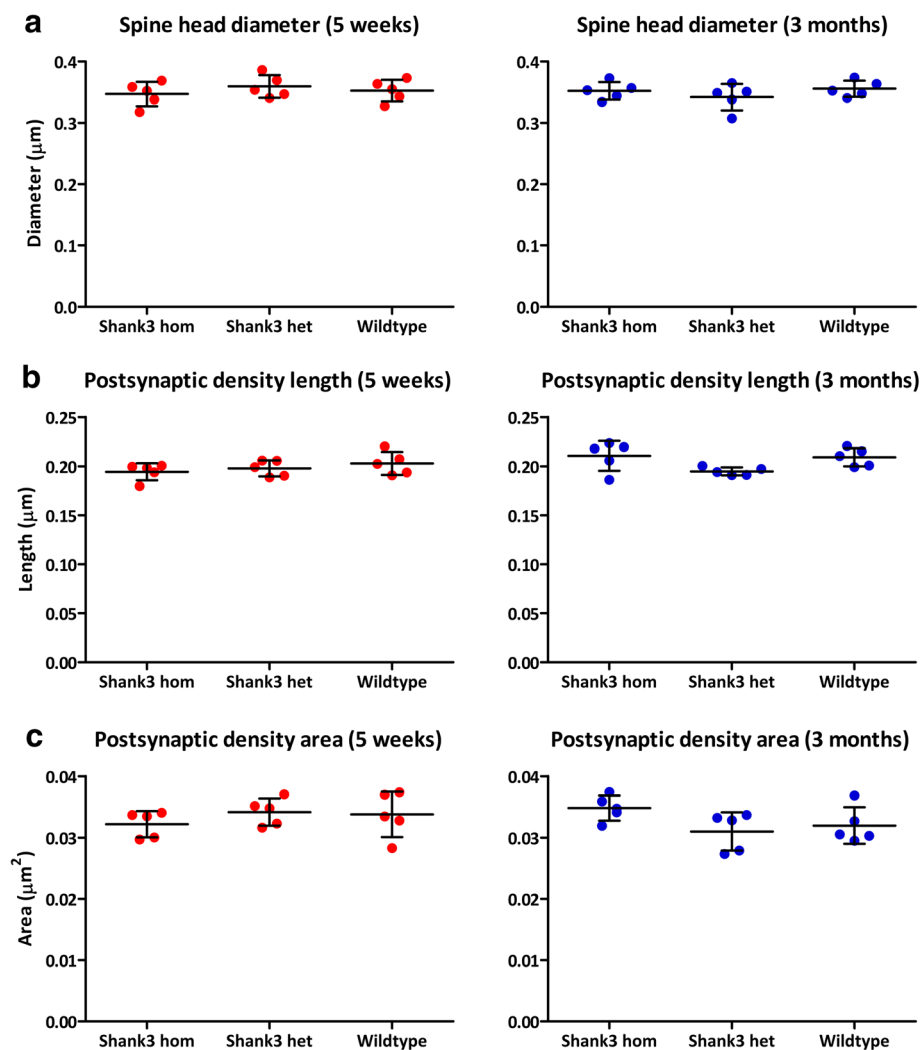 a
Spine head diameter (5 weeks)
Diameter (μm)
0.4
0.3
0.2
0.1
0.0
Shank3 hom Shank3 het Wildtype
Spine head diameter (3 months)
0.4
0.3
0.2
0.1
0.0
Shank3 hom Shank3 het Wildtype
b
Postsynaptic density length (5 weeks)
Length (μm)
0.25
0.20
0.15
0.10
0.05
0.00
Shank3 hom Shank3 het Wildtype
Postsynaptic density length (3 months)
0.25
0.20
0.15
0.10
0.05
0.00
Shank3 hom Shank3 het Wildtype
c
Postsynaptic density area (5 weeks)
Area (μm²)
0.04
0.03
0.02
0.01
0.00
Shank3 hom Shank3 het Wildtype
Postsynaptic density area (3 months)
0.04
0.03
0.02
0.01
0.00
Shank3 hom Shank3 het Wildtype